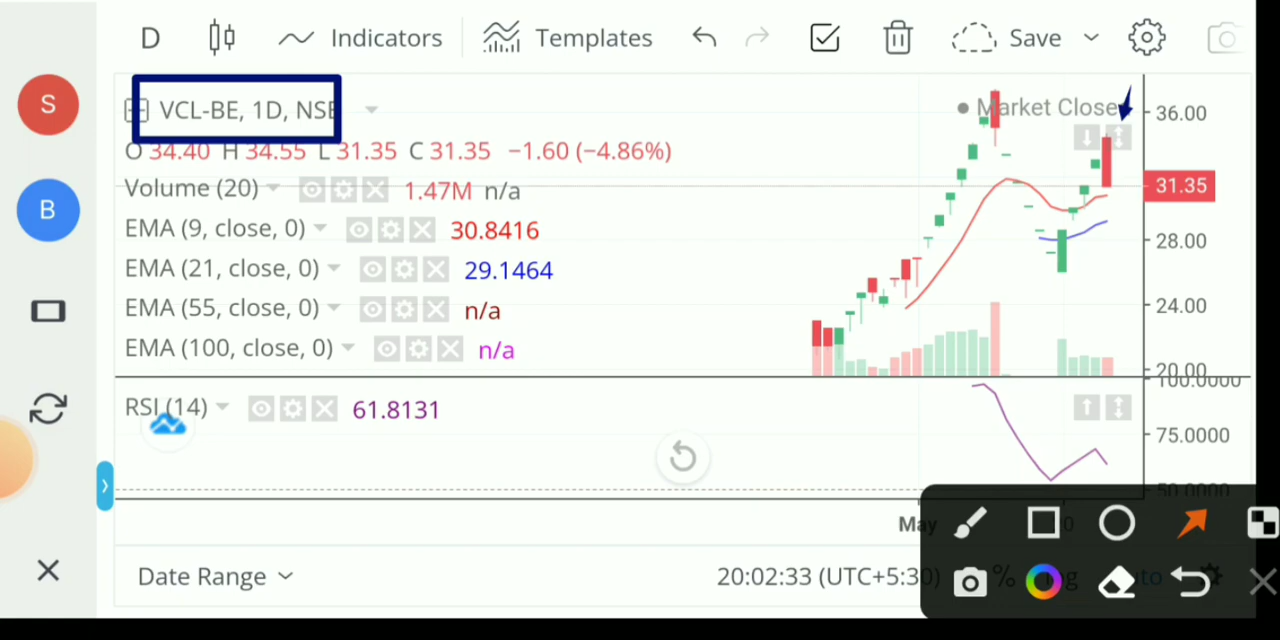 D Indicators Templates Save
S
VCL-BE, 1D, NSE
Market Close
O 34.40 H 34.55 L 31.35 C 31.35 −1.60 (−4.86%)
Volume (20) 1.47M n/a
EMA (9, close, 0) 30.8416
EMA (21, close, 0) 29.1464
EMA (55, close, 0) n/a
EMA (100, close, 0) n/a
B
36.00
31.35
28.00
24.00
20.00
100.0000
RSI (14) 61.8131
75.0000
50.0000
May
Date Range 20:02:33 (UTC+5:30) %